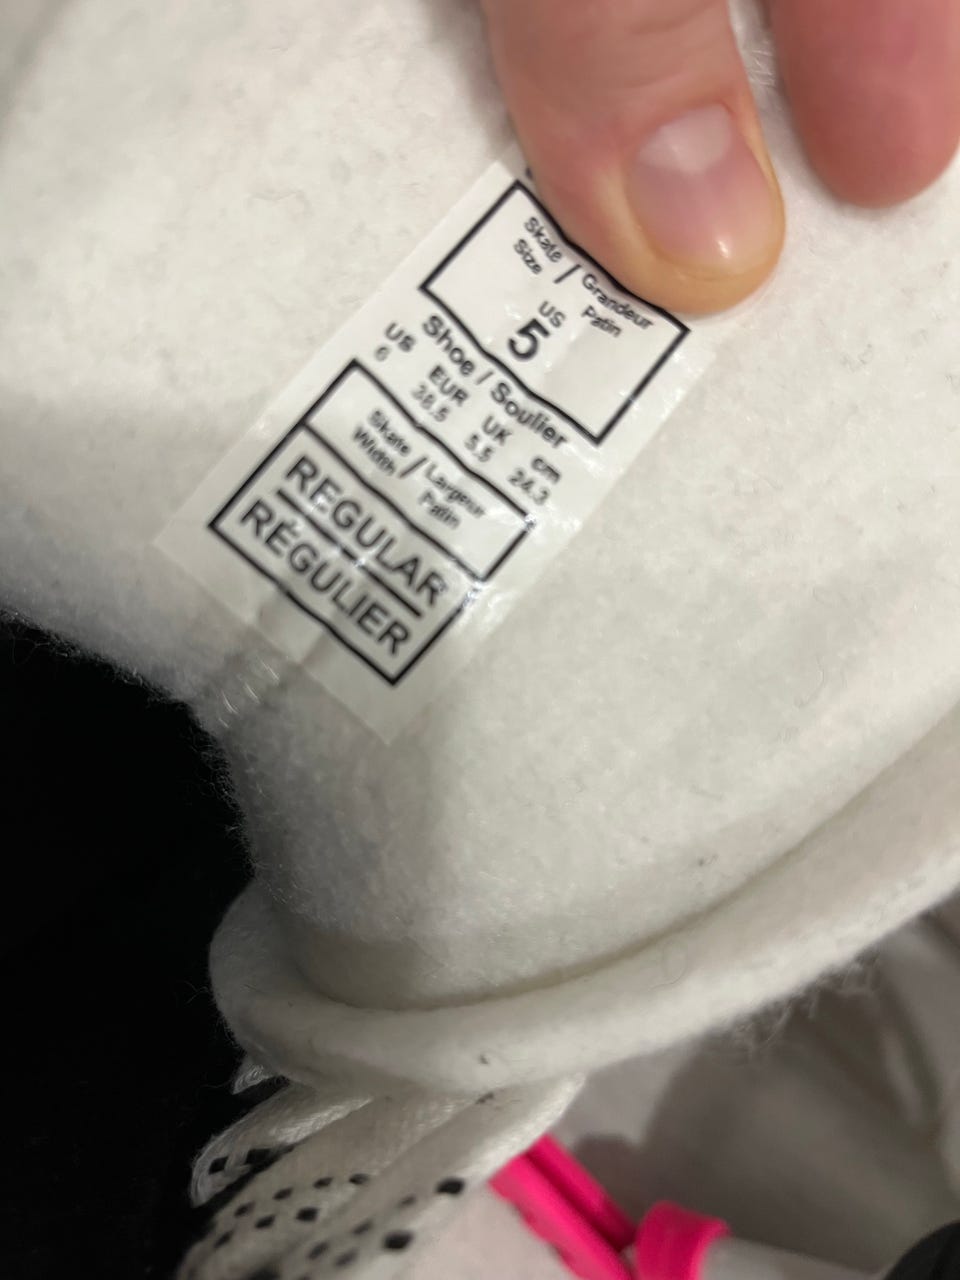 Skate / Grandeur
Size / Patin
US
5
Shoe / Soulier
US EUR UK cm
6 38.5 5.5 24.3
Skate / Largeur
Width / Patin
REGULAR
RÉGULIER